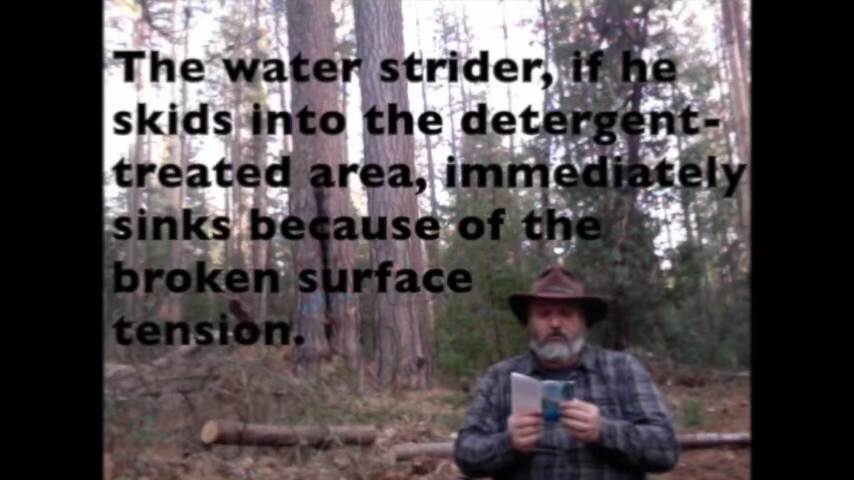 The water strider, if he
skids into the detergent-
treated area, immediately
sinks because of the
broken surface
tension.